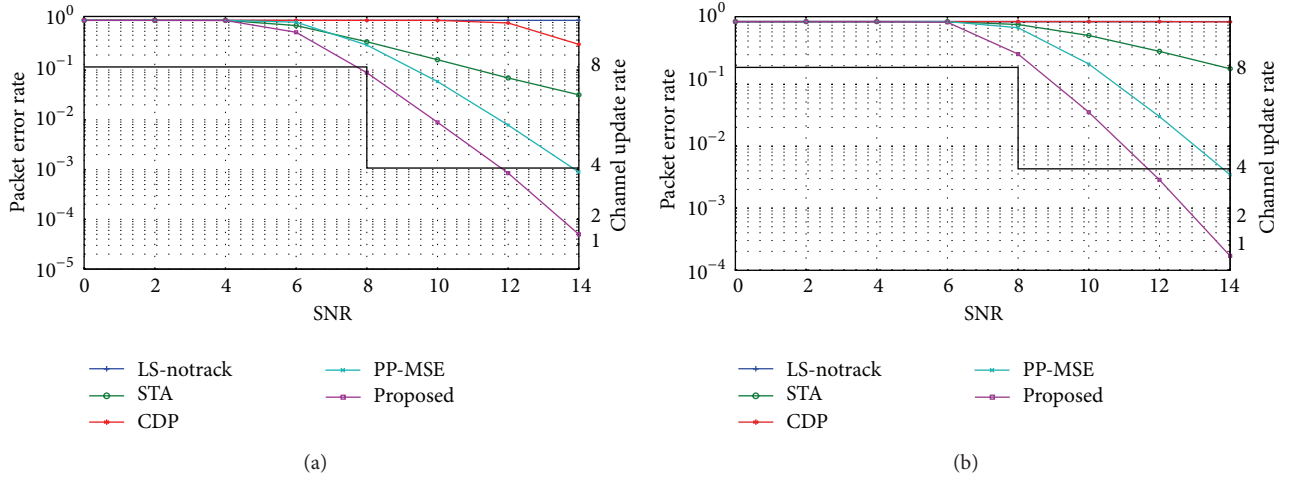 10^0
10^-1
10^-2
10^-3
10^-4
10^-5
Packet error rate
0 2 4 6 8 10 12 14
SNR
8
4
2
1
Channel update rate
LS-notrack
STA
CDP
PP-MSE
Proposed
(a)
10^0
10^-1
10^-2
10^-3
10^-4
Packet error rate
0 2 4 6 8 10 12 14
SNR
8
4
2
1
Channel update rate
LS-notrack
STA
CDP
PP-MSE
Proposed
(b)